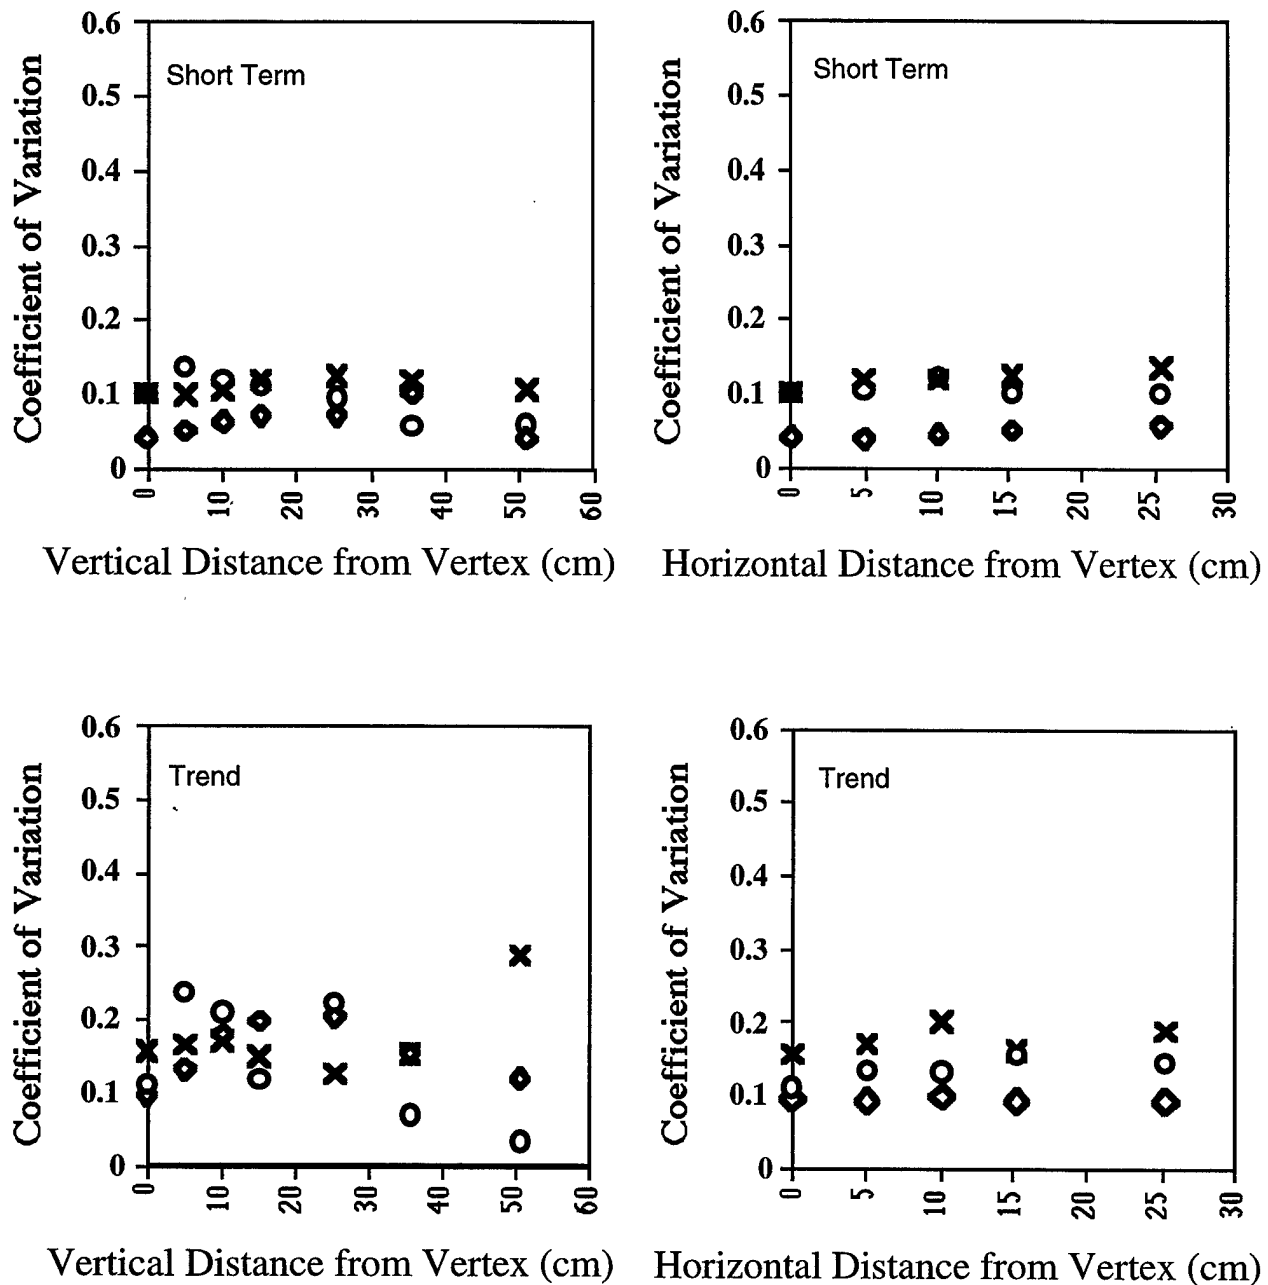 0.6
Short Term
0.5
0.4
0.3
0.2
0.1
0
0 10 20 30 40 50 60
Coefficient of Variation
Vertical Distance from Vertex (cm)
0.6
Short Term
0.5
0.4
0.3
0.2
0.1
0
0 5 10 15 20 25 30
Coefficient of Variation
Horizontal Distance from Vertex (cm)
0.6
Trend
0.5
0.4
0.3
0.2
0.1
0
0 10 20 30 40 50 60
Coefficient of Variation
Vertical Distance from Vertex (cm)
0.6
Trend
0.5
0.4
0.3
0.2
0.1
0
0 5 10 15 20 25 30
Coefficient of Variation
Horizontal Distance from Vertex (cm)